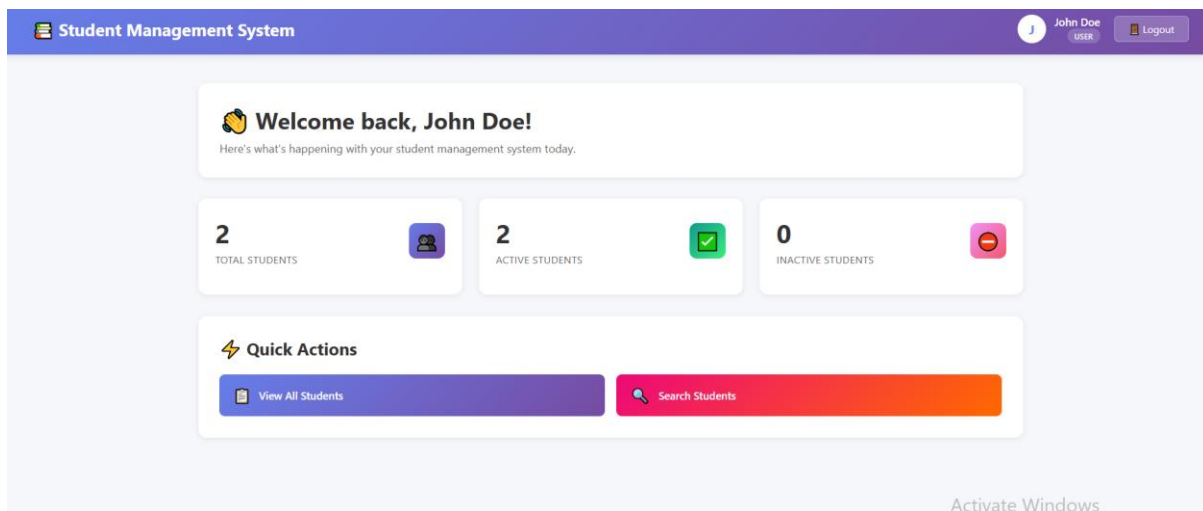 Student Management System
J
John Doe
USER
Logout
Welcome back, John Doe!
Here's what's happening with your student management system today.
2
TOTAL STUDENTS
2
ACTIVE STUDENTS
0
INACTIVE STUDENTS
Quick Actions
View All Students
Search Students
Activate Windows